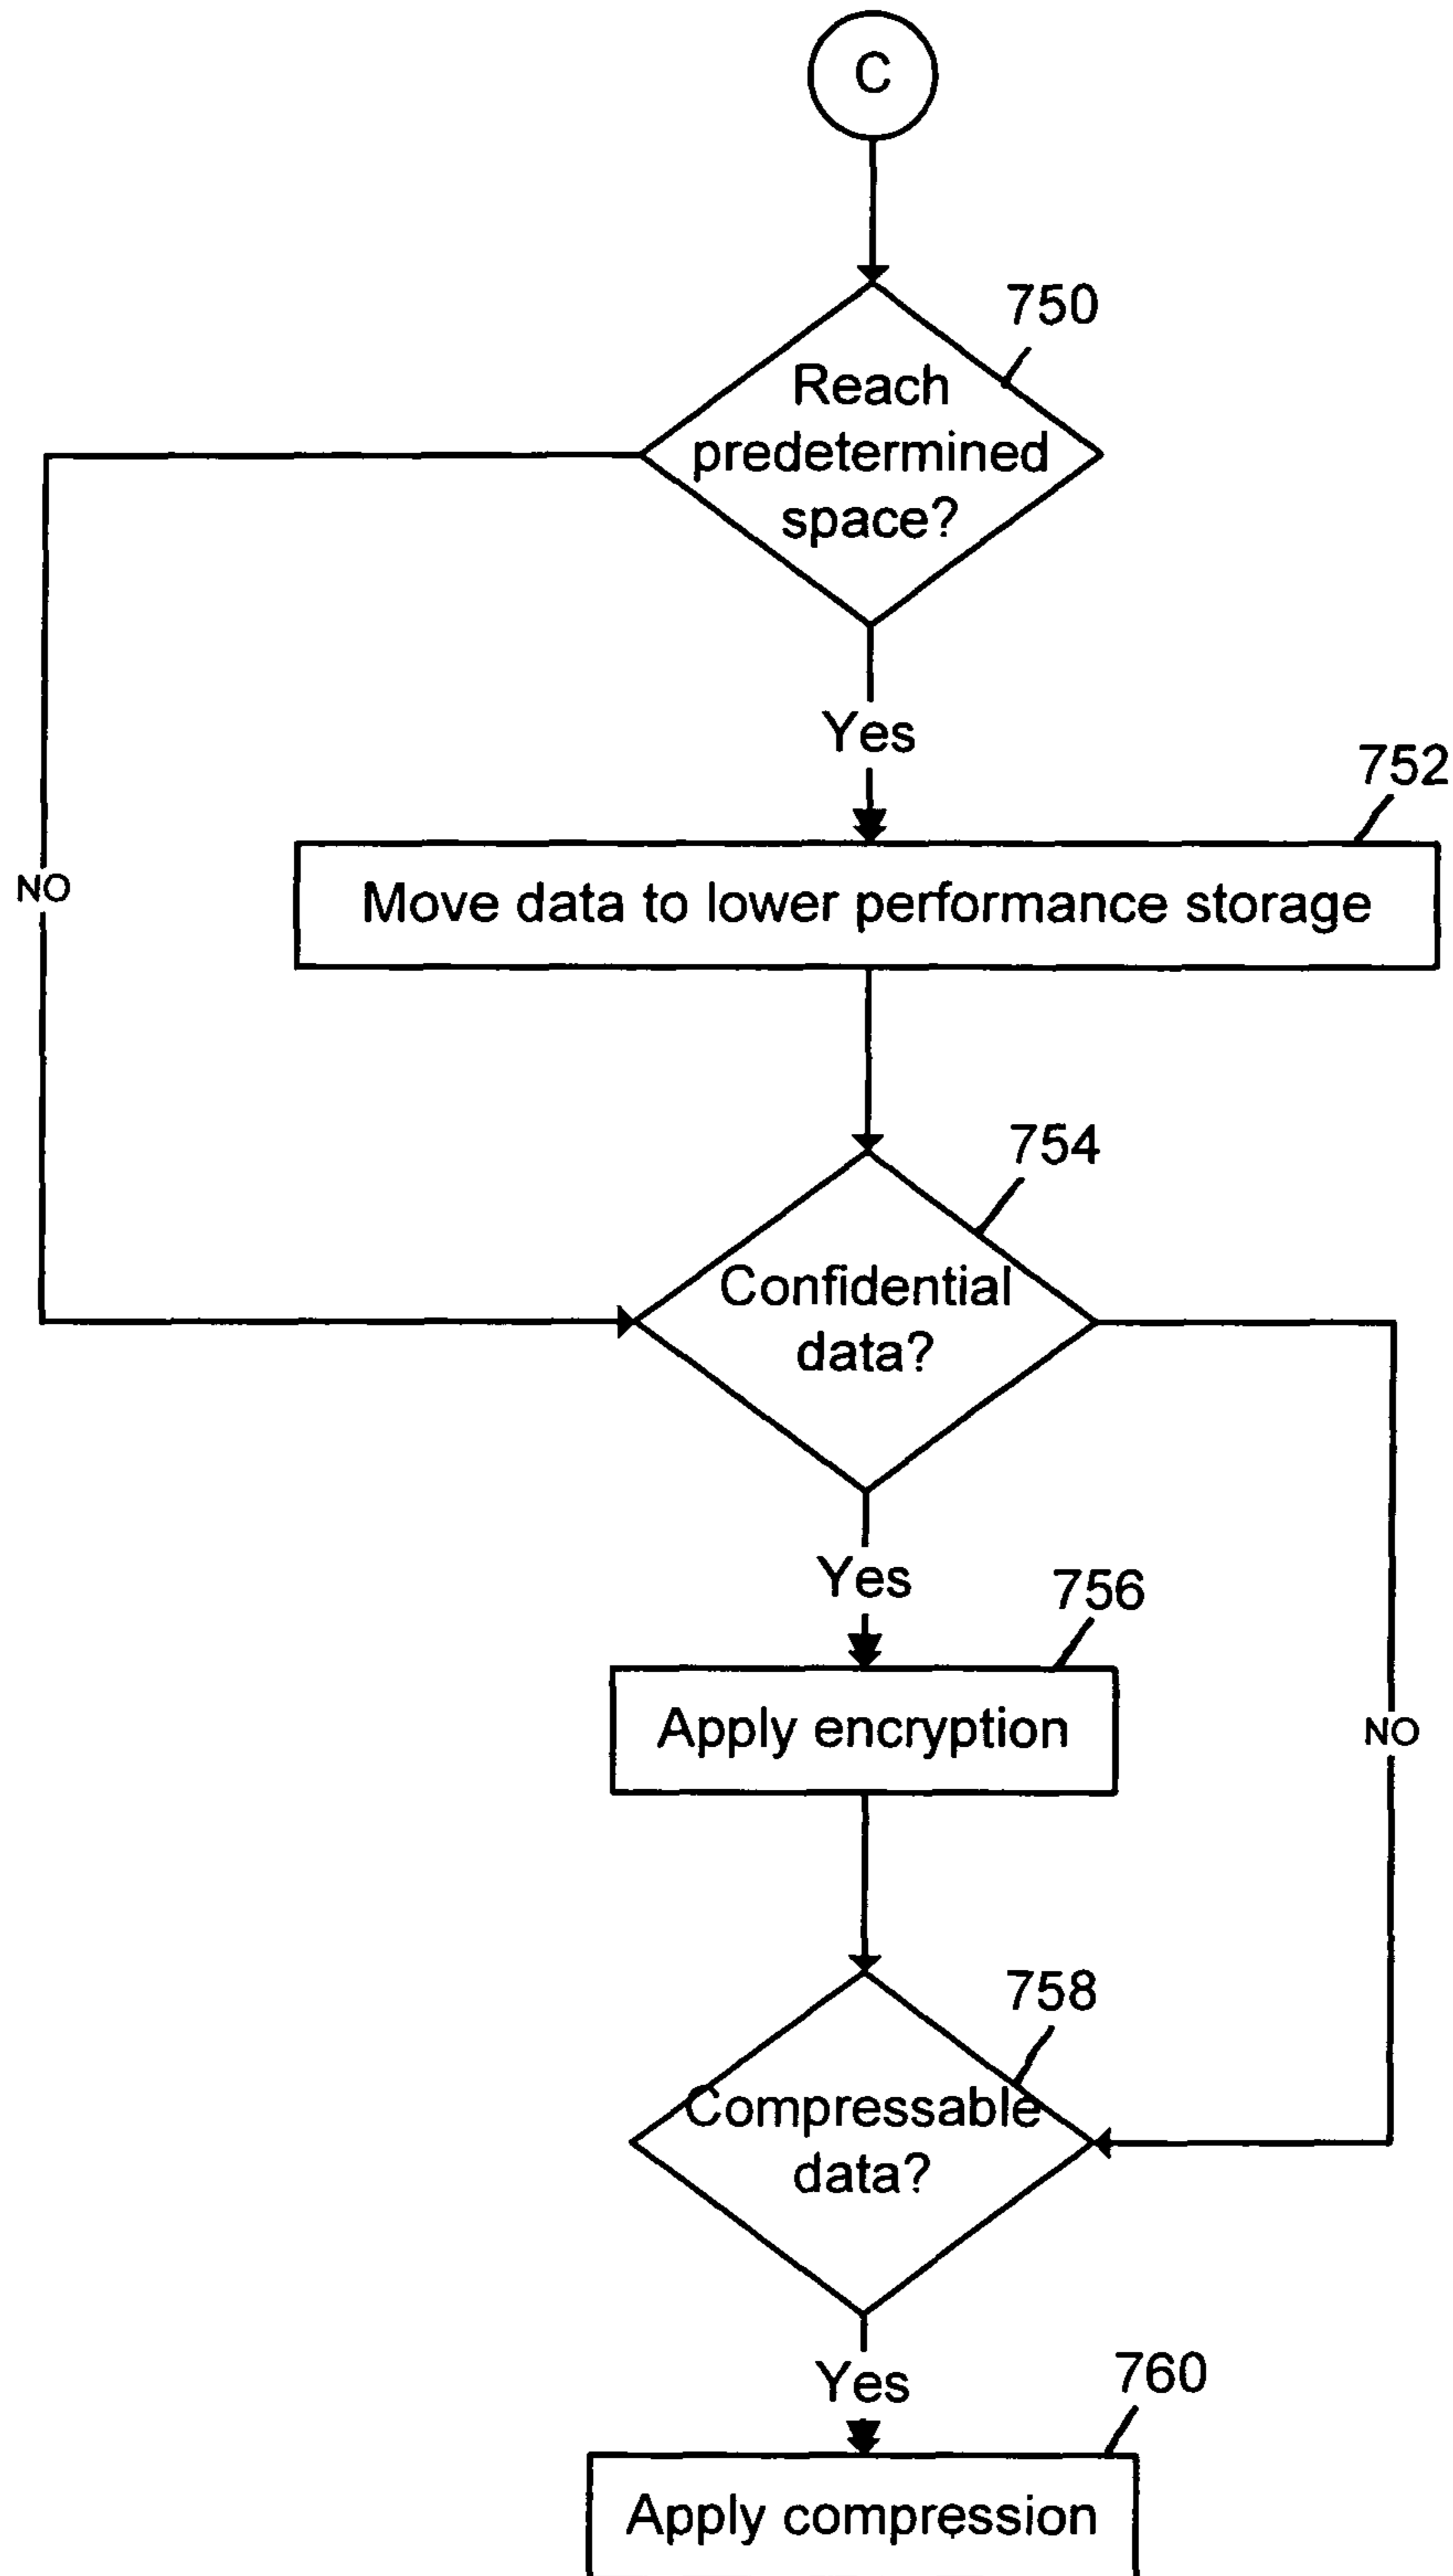 C
750
Reach
predetermined
space?
Yes
752
NO
Move data to lower performance storage
754
Confidential
data?
Yes
756
Apply encryption
NO
758
Compressable
data?
Yes
760
Apply compression